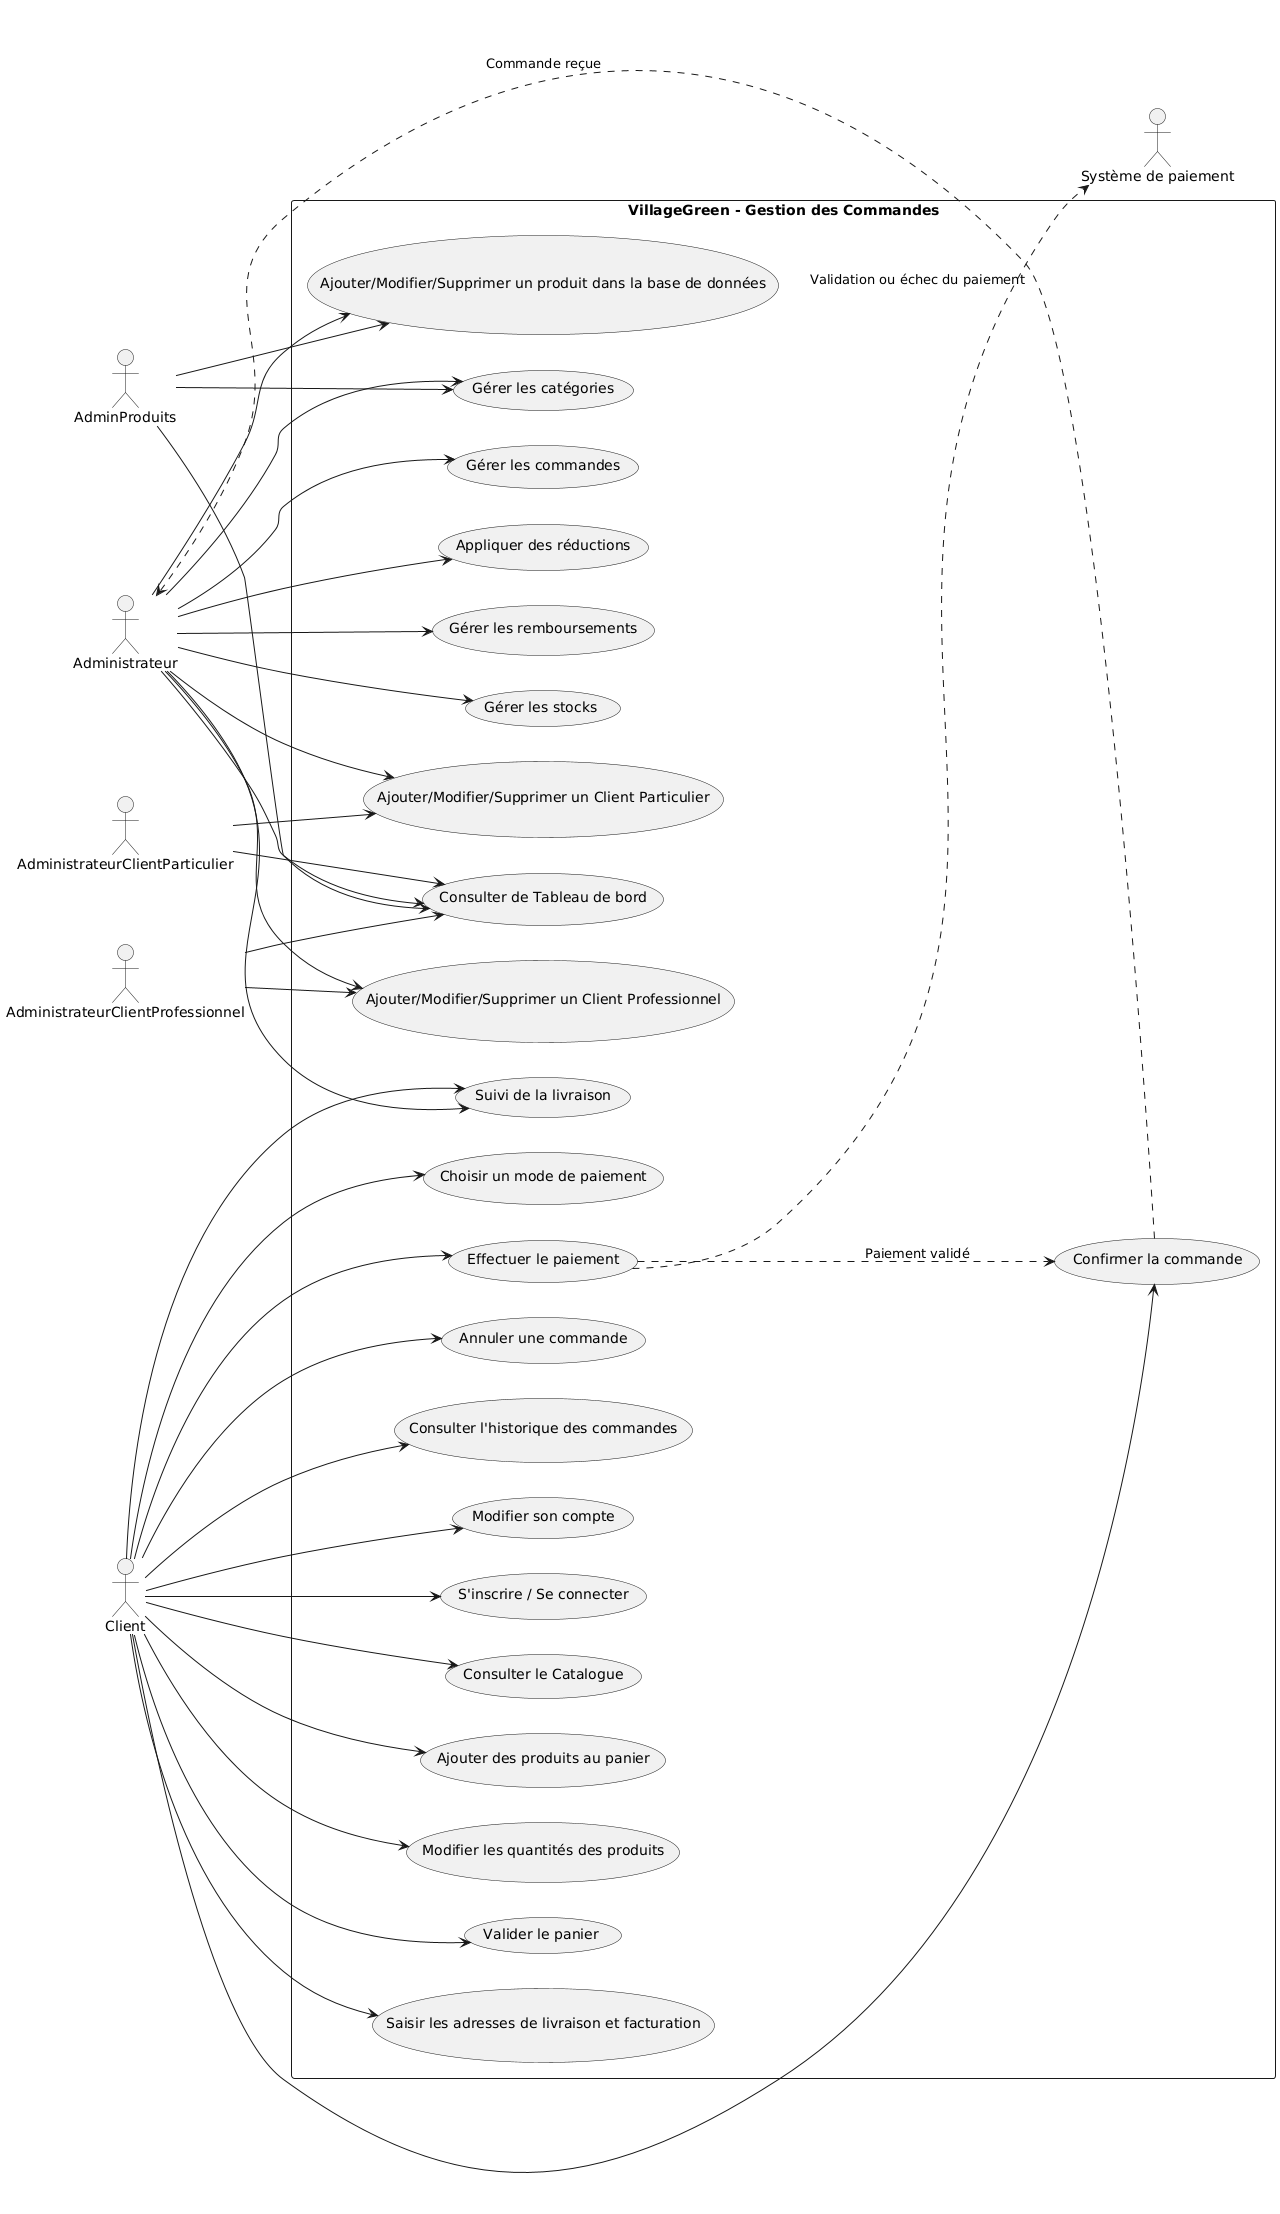 Commande reçue
Système de paiement
VillageGreen - Gestion des Commandes
Validation ou échec du paiement
Ajouter/Modifier/Supprimer un produit dans la base de données
Gérer les catégories
AdminProduits
Gérer les commandes
Appliquer des réductions
Gérer les remboursements
Administrateur
Gérer les stocks
Ajouter/Modifier/Supprimer un Client Particulier
AdministrateurClientParticulier
Consulter de Tableau de bord
Ajouter/Modifier/Supprimer un Client Professionnel
AdministrateurClientProfessionnel
Suivi de la livraison
Choisir un mode de paiement
Effectuer le paiement
Paiement validé
Confirmer la commande
Annuler une commande
Consulter l'historique des commandes
Modifier son compte
S'inscrire / Se connecter
Client
Consulter le Catalogue
Ajouter des produits au panier
Modifier les quantités des produits
Valider le panier
Saisir les adresses de livraison et facturation